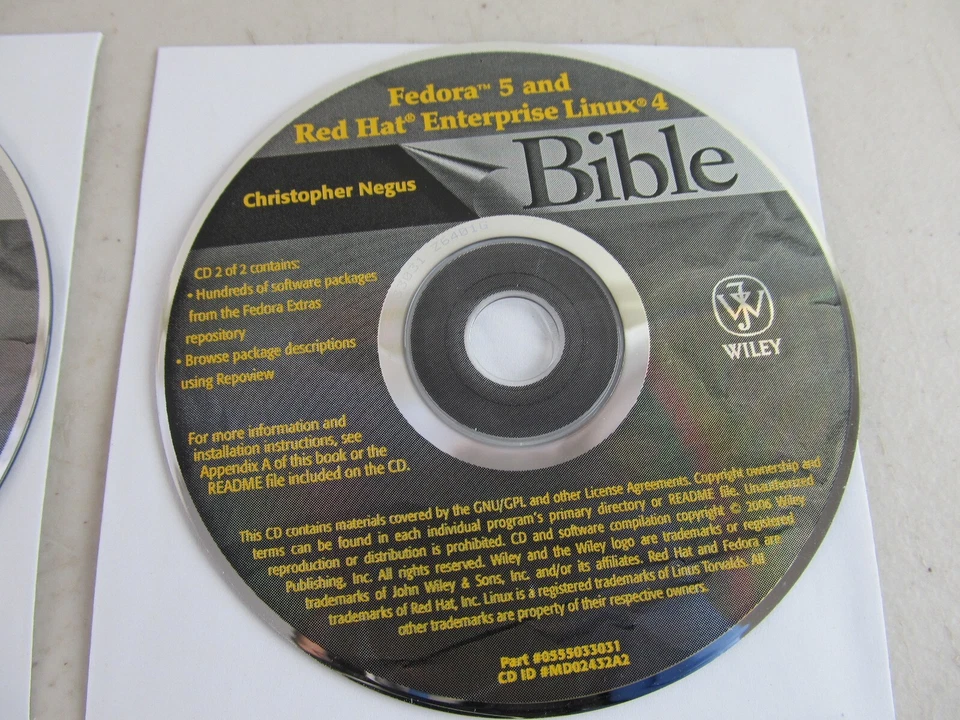 Fedora™ 5 and
Red Hat® Enterprise Linux® 4
Bible
Christopher Negus
CD 2 of 2 contains:
• Hundreds of software packages
from the Fedora Extras
repository
• Browse package descriptions
using Repoview
WILEY
For more information and
installation instructions, see
Appendix A of this book or the
README file included on the CD.
This CD contains materials covered by the GNU/GPL and other License Agreements. Copyright ownership and
terms can be found in each individual program's primary directory or README file. Unauthorized
reproduction or distribution is prohibited. CD and software compilation copyright © 2006 Wiley
Publishing, Inc. All rights reserved. Wiley and the Wiley logo are trademarks or registered
trademarks of John Wiley & Sons, Inc. and/or its affiliates. Red Hat and Fedora are
trademarks of Red Hat, Inc. Linux is a registered trademarks of Linus Torvalds. All
other trademarks are property of their respective owners.
Part #0555033031
CD ID #MD02432A2